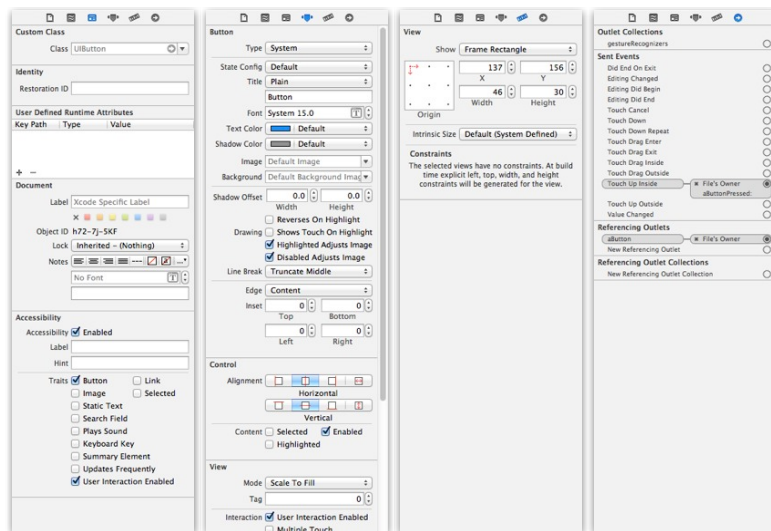 Custom Class
Class UIButton
Identity
Restoration ID
User Defined Runtime Attributes
Key Path Type Value
+ −
Document
Label Xcode Specific Label
Object ID h72-7j-5KF
Lock Inherited - (Nothing)
Notes
No Font
Accessibility
Accessibility Enabled
Label
Hint
Traits Button Link
Image Selected
Static Text
Search Field
Plays Sound
Keyboard Key
Summary Element
Updates Frequently
User Interaction Enabled
Button
Type System
State Config Default
Title Plain
Button
Font System 15.0
Text Color Default
Shadow Color Default
Image Default Image
Background Default Background Imag
Shadow Offset 0.0 0.0
Width Height
Reverses On Highlight
Drawing Shows Touch On Highlight
Highlighted Adjusts Image
Disabled Adjusts Image
Line Break Truncate Middle
Edge Content
Inset 0 0
Top Bottom
0 0
Left Right
Control
Alignment
Horizontal
Vertical
Content Selected Enabled
Highlighted
View
Mode Scale To Fill
Tag 0
Interaction User Interaction Enabled
Multiple Touch
View
Show Frame Rectangle
137 156
X Y
46 30
Origin Width Height
Intrinsic Size Default (System Defined)
Constraints
The selected views have no constraints. At build
time explicit left, top, width, and height
constraints will be generated for the view.
Outlet Collections
gestureRecognizers
Sent Events
Did End On Exit
Editing Changed
Editing Did Begin
Editing Did End
Touch Cancel
Touch Down
Touch Down Repeat
Touch Drag Enter
Touch Drag Exit
Touch Drag Inside
Touch Drag Outside
Touch Up Inside File's Owner
aButtonPressed:
Touch Up Outside
Value Changed
Referencing Outlets
aButton File's Owner
New Referencing Outlet
Referencing Outlet Collections
New Referencing Outlet Collection